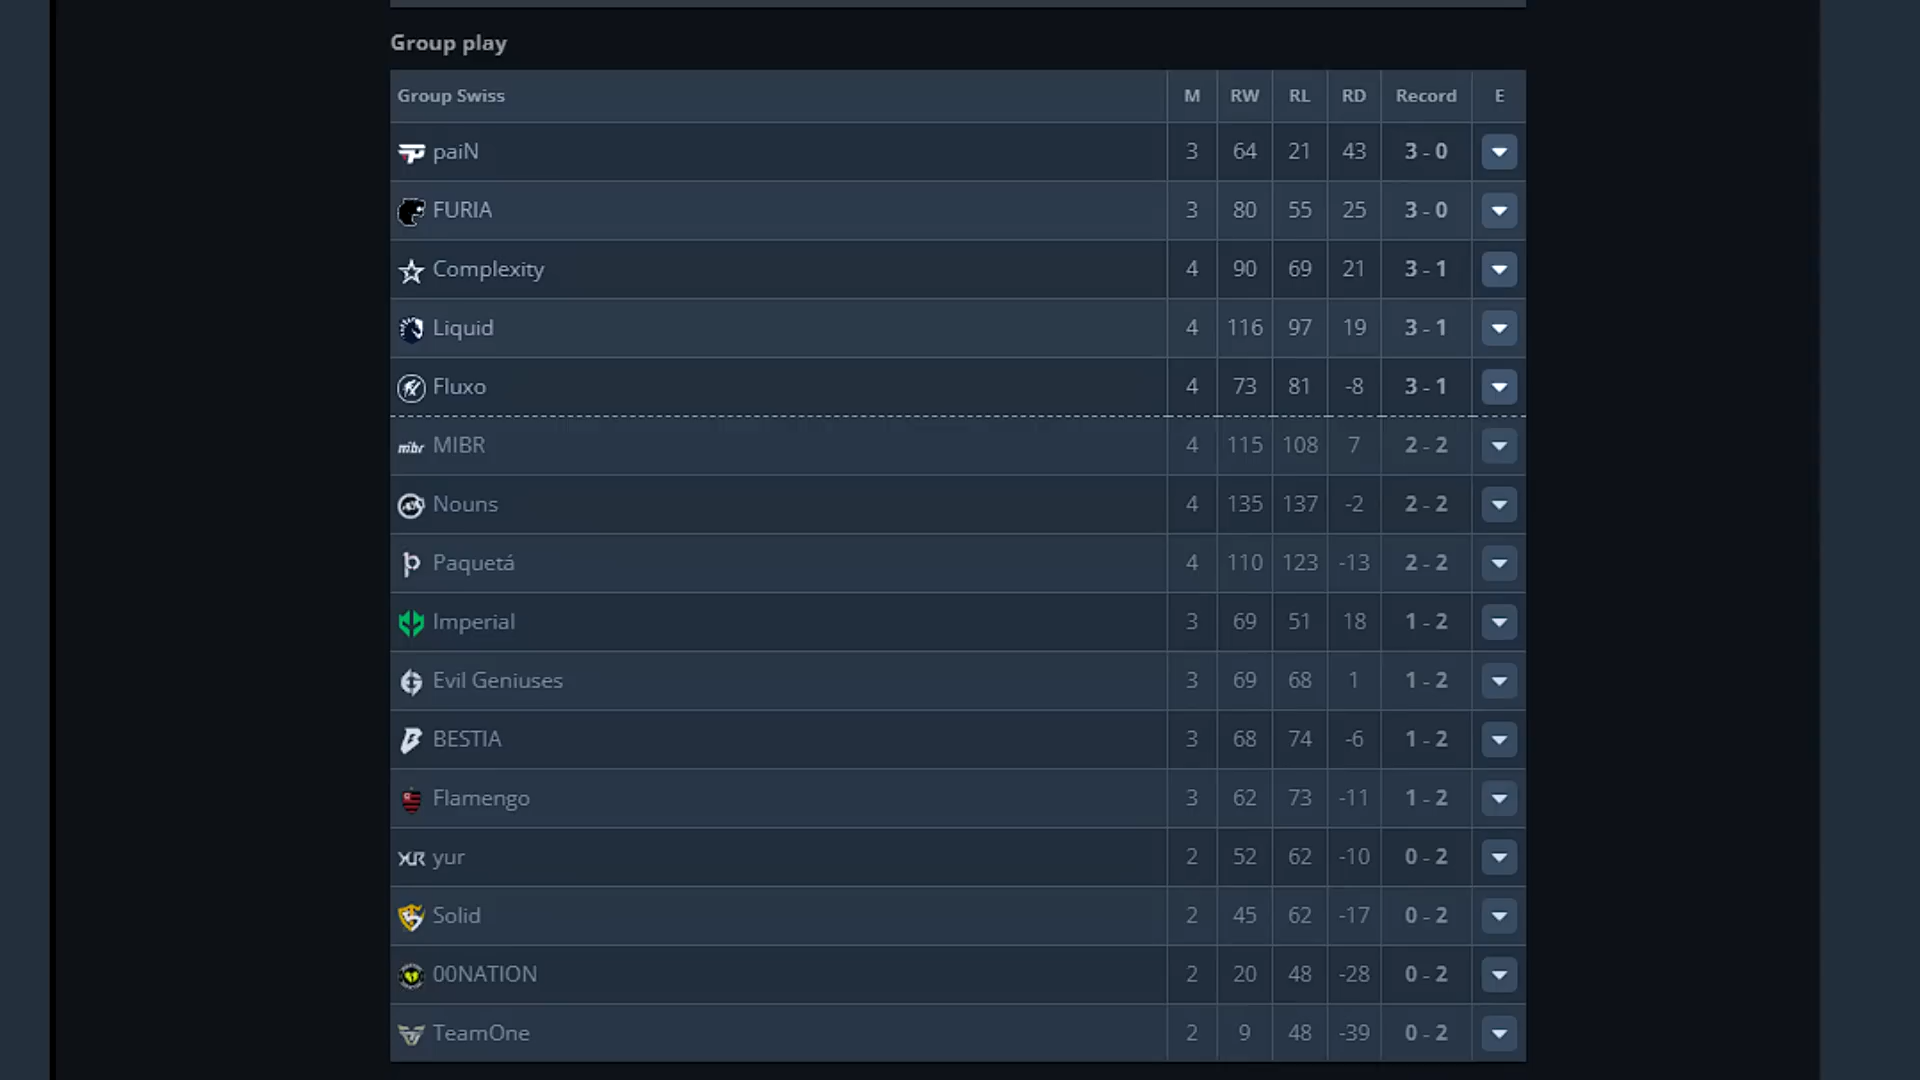 Group play
Group Swiss M RW RL RD Record E
paiN 3 64 21 43 3 - 0
FURIA 3 80 55 25 3 - 0
Complexity 4 90 69 21 3 - 1
Liquid 4 116 97 19 3 - 1
Fluxo 4 73 81 -8 3 - 1
mibr MIBR 4 115 108 7 2 - 2
Nouns 4 135 137 -2 2 - 2
Paquetá 4 110 123 -13 2 - 2
Imperial 3 69 51 18 1 - 2
Evil Geniuses 3 69 68 1 1 - 2
BESTIA 3 68 74 -6 1 - 2
Flamengo 3 62 73 -11 1 - 2
yur 2 52 62 -10 0 - 2
Solid 2 45 62 -17 0 - 2
00NATION 2 20 48 -28 0 - 2
TeamOne 2 9 48 -39 0 - 2